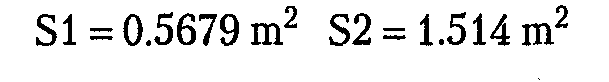 S1 = 0.5679 m² S2 = 1.514 m²